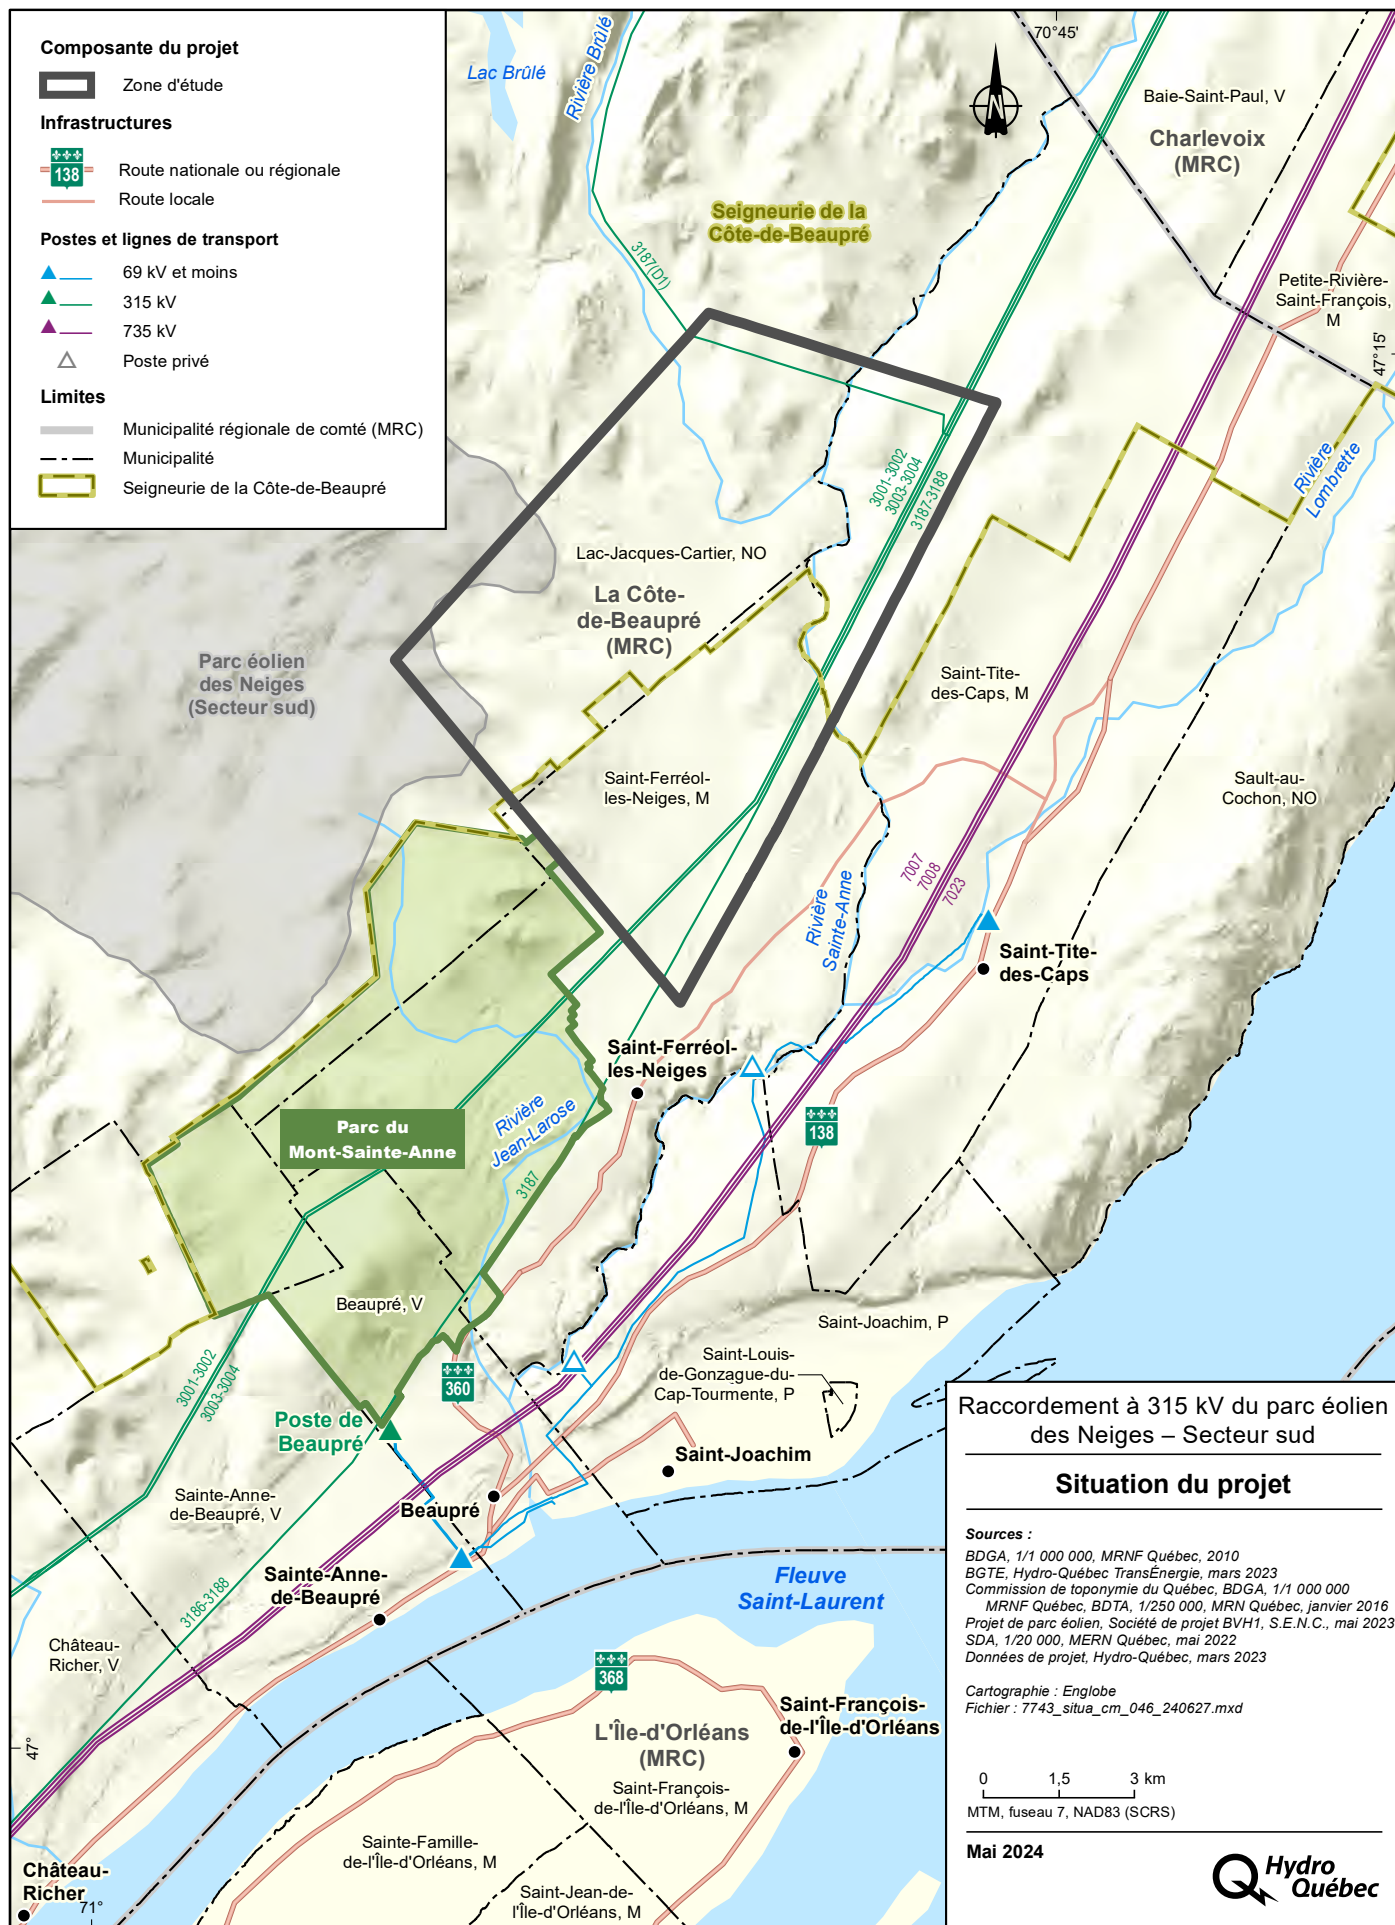 Composante du projet
Zone d'étude
Infrastructures
138
Route nationale ou régionale
Route locale
Postes et lignes de transport
69 kV et moins
315 kV
735 kV
Poste privé
Limites
Municipalité régionale de comté (MRC)
Municipalité
Seigneurie de la Côte-de-Beaupré
Lac Brûlé
Rivière Brûlé
70°45'
N
Baie-Saint-Paul, V
Charlevoix
(MRC)
Seigneurie de la
Côte-de-Beaupré
3187(D1)
Petite-Rivière-
Saint-François,
M
47°15'
Rivière
Lombrette
3001-3002
3003-3004
3187-3188
Lac-Jacques-Cartier, NO
La Côte-
de-Beaupré
(MRC)
Parc éolien
des Neiges
(Secteur sud)
Saint-Tite-
des-Caps, M
Saint-Ferréol-
les-Neiges, M
Sault-au-
Cochon, NO
7007
7008
7023
Rivière
Sainte-Anne
Saint-Tite-
des-Caps
Saint-Ferréol-
les-Neiges
138
Parc du
Mont-Sainte-Anne
Rivière
Jean-Larose
3187
Beaupré, V
Saint-Joachim, P
Saint-Louis-
de-Gonzague-du-
Cap-Tourmente, P
3001-3002
3003-3004
360
Poste de
Beaupré
Saint-Joachim
Sainte-Anne-
de-Beaupré, V
Beaupré
Sainte-Anne-
de-Beaupré
3186-3188
Fleuve
Saint-Laurent
Château-
Richer, V
368
Saint-François-
de-l'Île-d'Orléans
L'Île-d'Orléans
(MRC)
47°
Saint-François-
de-l'Île-d'Orléans, M
Sainte-Famille-
de-l'Île-d'Orléans, M
Château-
Richer
71°
Saint-Jean-de-
l'Île-d'Orléans, M
Raccordement à 315 kV du parc éolien
des Neiges – Secteur sud
Situation du projet
Sources :
BDGA, 1/1 000 000, MRNF Québec, 2010
BGTE, Hydro-Québec TransÉnergie, mars 2023
Commission de toponymie du Québec, BDGA, 1/1 000 000
MRNF Québec, BDTA, 1/250 000, MRN Québec, janvier 2016
Projet de parc éolien, Société de projet BVH1, S.E.N.C., mai 2023
SDA, 1/20 000, MERN Québec, mai 2022
Données de projet, Hydro-Québec, mars 2023
Cartographie : Englobe
Fichier : 7743_situa_cm_046_240627.mxd
0 1,5 3 km
MTM, fuseau 7, NAD83 (SCRS)
Mai 2024
Hydro
Québec